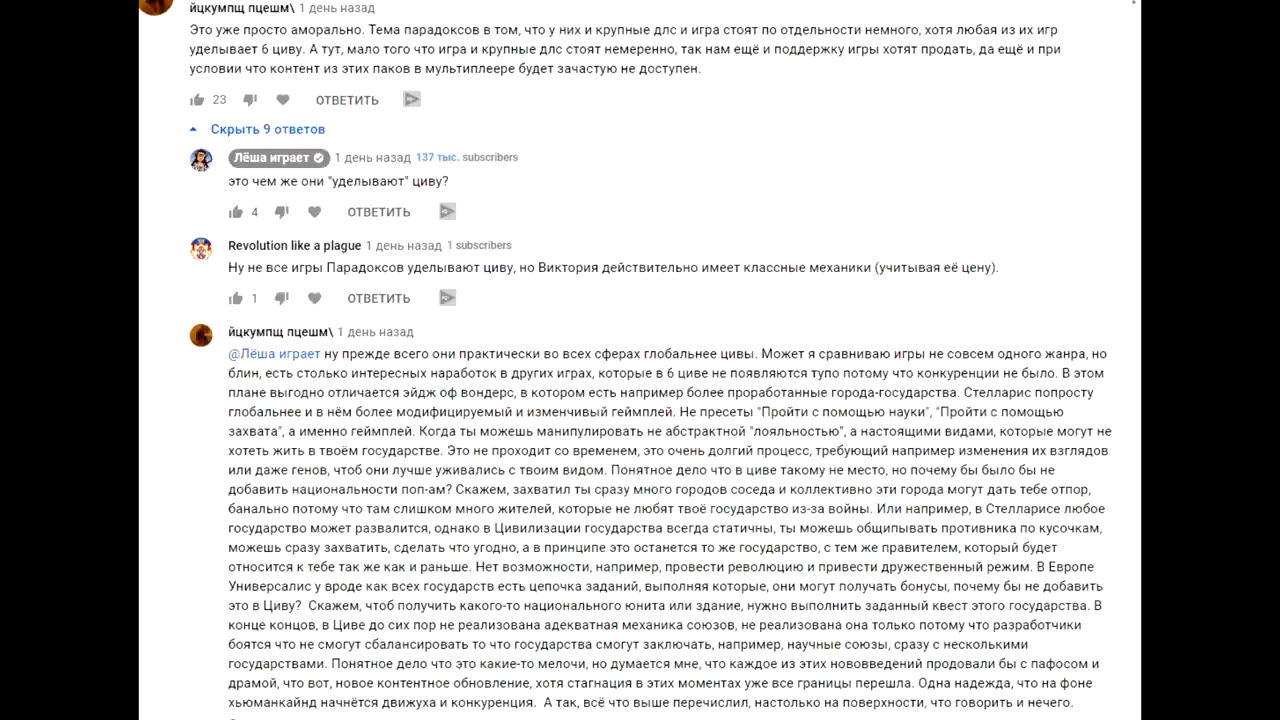 йцкумпщ пцешм\ 1 день назад
Это уже просто аморально. Тема парадоксов в том, что у них и крупные длс и игра стоят по отдельности немного, хотя любая из их игр
уделывает 6 циву. А тут, мало того что игра и крупные длс стоят немеренно, так нам ещё и поддержку игры хотят продать, да ещё и при
условии что контент из этих паков в мультиплеере будет зачастую не доступен.
23 ОТВЕТИТЬ
Скрыть 9 ответов
Лёша играет 1 день назад 137 тыс. subscribers
это чем же они "уделывают" циву?
4 ОТВЕТИТЬ
Revolution like a plague 1 день назад 1 subscribers
Ну не все игры Парадоксов уделывают циву, но Виктория действительно имеет классные механики (учитывая её цену).
1 ОТВЕТИТЬ
йцкумпщ пцешм\ 1 день назад
@Лёша играет ну прежде всего они практически во всех сферах глобальнее цивы. Может я сравниваю игры не совсем одного жанра, но
блин, есть столько интересных наработок в других играх, которые в 6 циве не появляются тупо потому что конкуренции не было. В этом
плане выгодно отличается эйдж оф вондерс, в котором есть например более проработанные города-государства. Стелларис попросту
глобальнее и в нём более модифицируемый и изменчивый геймплей. Не пресеты "Пройти с помощью науки", "Пройти с помощью
захвата", а именно геймплей. Когда ты можешь манипулировать не абстрактной "лояльностью", а настоящими видами, которые могут не
хотеть жить в твоём государстве. Это не проходит со временем, это очень долгий процесс, требующий например изменения их взглядов
или даже генов, чтоб они лучше уживались с твоим видом. Понятное дело что в циве такому не место, но почему бы было бы не
добавить национальности поп-ам? Скажем, захватил ты сразу много городов соседа и коллективно эти города могут дать тебе отпор,
банально потому что там слишком много жителей, которые не любят твоё государство из-за войны. Или например, в Стелларисе любое
государство может развалится, однако в Цивилизации государства всегда статичны, ты можешь общипывать противника по кусочкам,
можешь сразу захватить, сделать что угодно, а в принципе это останется то же государство, с тем же правителем, который будет
относится к тебе так же как и раньше. Нет возможности, например, провести революцию и привести дружественный режим. В Европе
Универсалис у вроде как всех государств есть цепочка заданий, выполняя которые, они могут получать бонусы, почему бы не добавить
это в Циву? Скажем, чтоб получить какого-то национального юнита или здание, нужно выполнить заданный квест этого государства. В
конце концов, в Циве до сих пор не реализована адекватная механика союзов, не реализована она только потому что разработчики
боятся что не смогут сбалансировать то что государства смогут заключать, например, научные союзы, сразу с несколькими
государствами. Понятное дело что это какие-то мелочи, но думается мне, что каждое из этих нововведений продовали бы с пафосом и
драмой, что вот, новое контентное обновление, хотя стагнация в этих моментах уже все границы перешла. Одна надежда, что на фоне
хьюманкайнд начнётся движуха и конкуренция. А так, всё что выше перечислил, настолько на поверхности, что говорить и нечего.